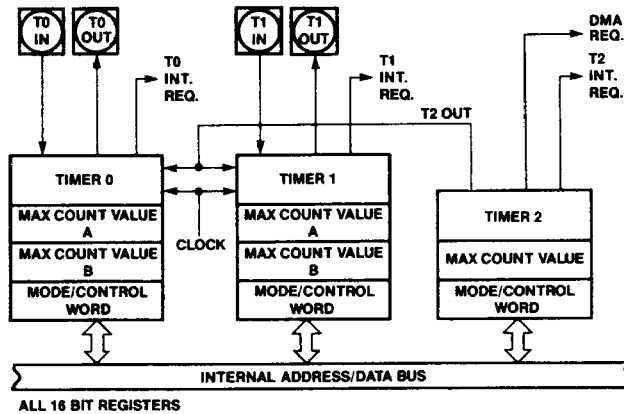 T0
IN
T0
OUT
T1
IN
T1
OUT
DMA
REQ.
T0
INT.
REQ.
T1
INT.
REQ.
T2
INT.
REQ.
T2 OUT
TIMER 0
MAX COUNT VALUE
A
MAX COUNT VALUE
B
MODE/CONTROL
WORD
CLOCK
TIMER 1
MAX COUNT VALUE
A
MAX COUNT VALUE
B
MODE/CONTROL
WORD
TIMER 2
MAX COUNT VALUE
MODE/CONTROL
WORD
INTERNAL ADDRESS/DATA BUS
ALL 16 BIT REGISTERS